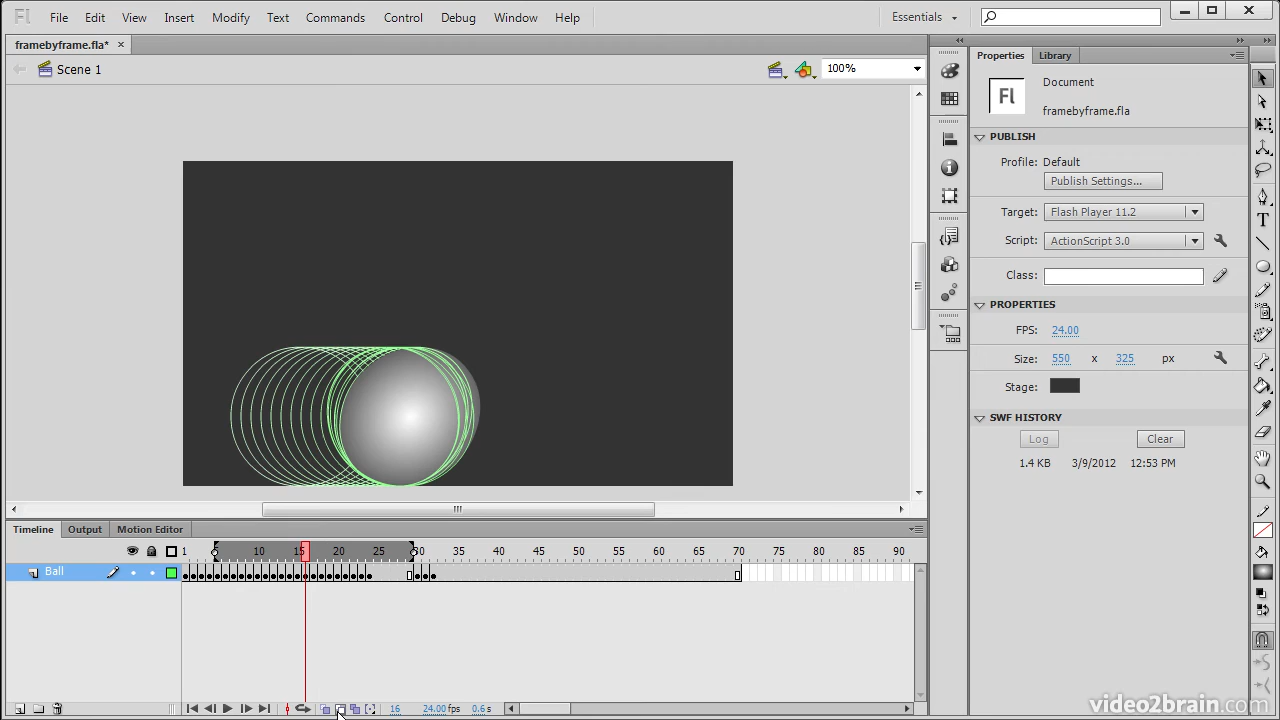 Fl File Edit View Insert Modify Text Commands Control Debug Window Help Essentials
framebyframe.fla* ×
Scene 1 100%
Properties Library
Fl Document
framebyframe.fla
PUBLISH
Profile: Default
Publish Settings...
Target: Flash Player 11.2
Script: ActionScript 3.0
Class:
PROPERTIES
FPS: 24.00
Size: 550 x 325 px
Stage:
SWF HISTORY
Log Clear
1.4 KB 3/9/2012 12:53 PM
Timeline Output Motion Editor
1 5 10 15 20 25 30 35 40 45 50 55 60 65 70 75 80 85 90
Ball
16 24.00 fps 0.6 s
video2brain.com